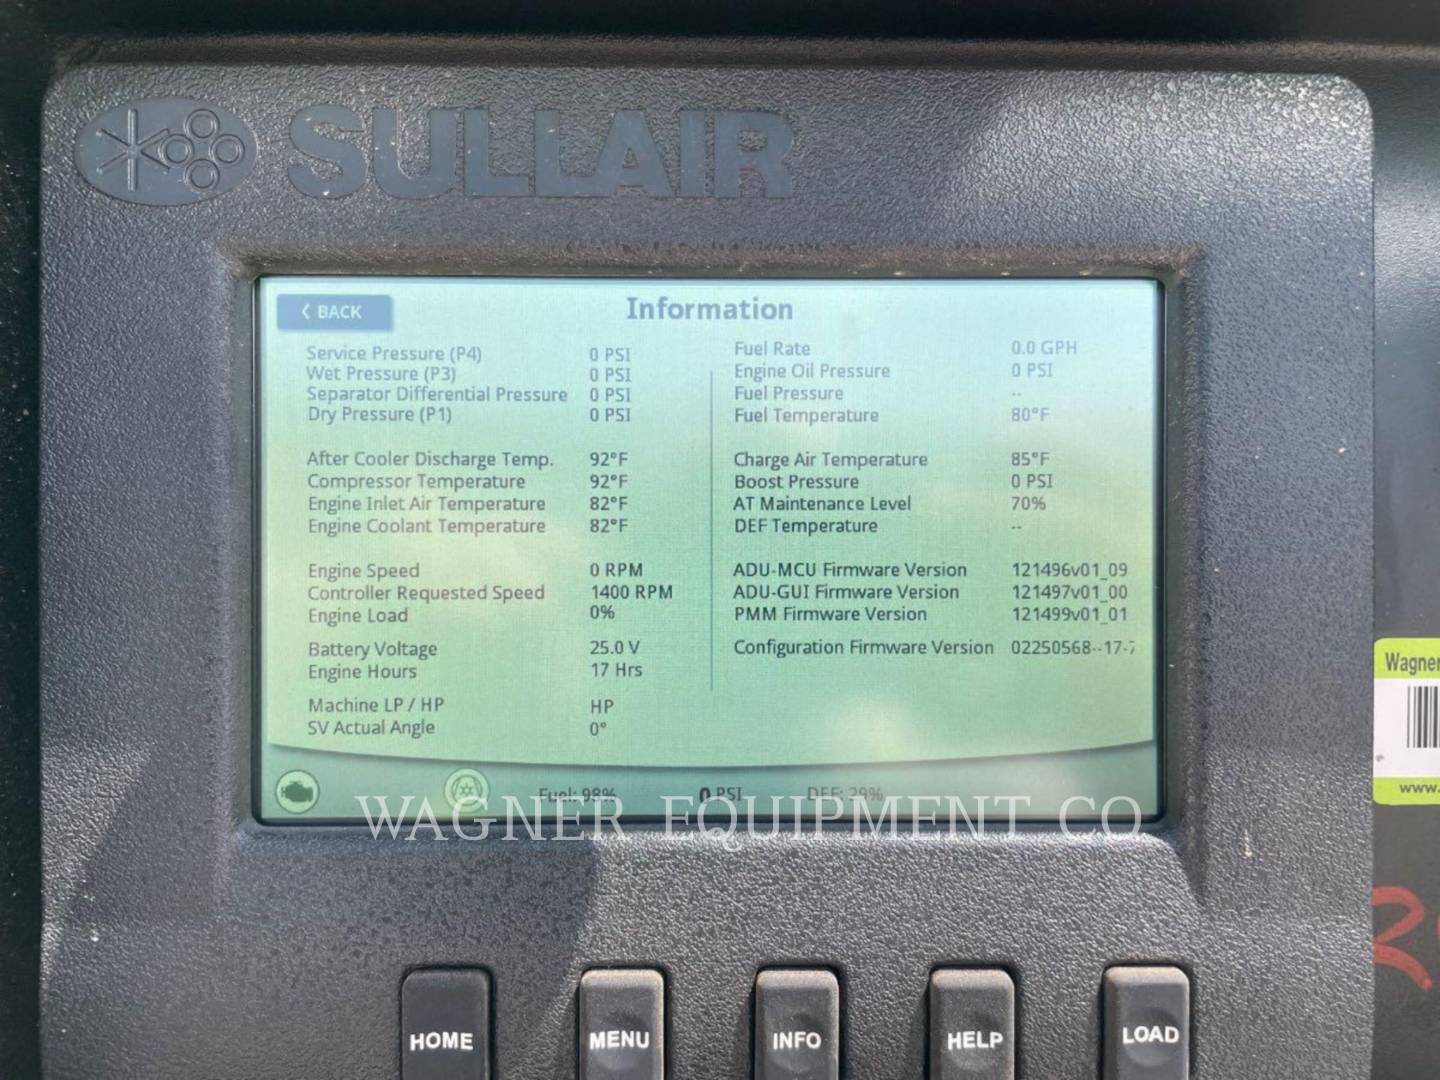 SULLAIR
< BACK
Information
Service Pressure (P4) 0 PSI
Wet Pressure (P3) 0 PSI
Separator Differential Pressure 0 PSI
Dry Pressure (P1) 0 PSI
After Cooler Discharge Temp. 92°F
Compressor Temperature 92°F
Engine Inlet Air Temperature 82°F
Engine Coolant Temperature 82°F
Engine Speed 0 RPM
Controller Requested Speed 1400 RPM
Engine Load 0%
Battery Voltage 25.0 V
Engine Hours 17 Hrs
Machine LP / HP HP
SV Actual Angle 0°
Fuel Rate 0.0 GPH
Engine Oil Pressure 0 PSI
Fuel Pressure --
Fuel Temperature 80°F
Charge Air Temperature 85°F
Boost Pressure 0 PSI
AT Maintenance Level 70%
DEF Temperature --
ADU-MCU Firmware Version 121496v01_09
ADU-GUI Firmware Version 121497v01_00
PMM Firmware Version 121499v01_01
Configuration Firmware Version 02250568--17-7
Fuel: 98% 0 PSI DEF: 29%
WAGNER EQUIPMENT CO.
HOME MENU INFO HELP LOAD
Wagner
www.